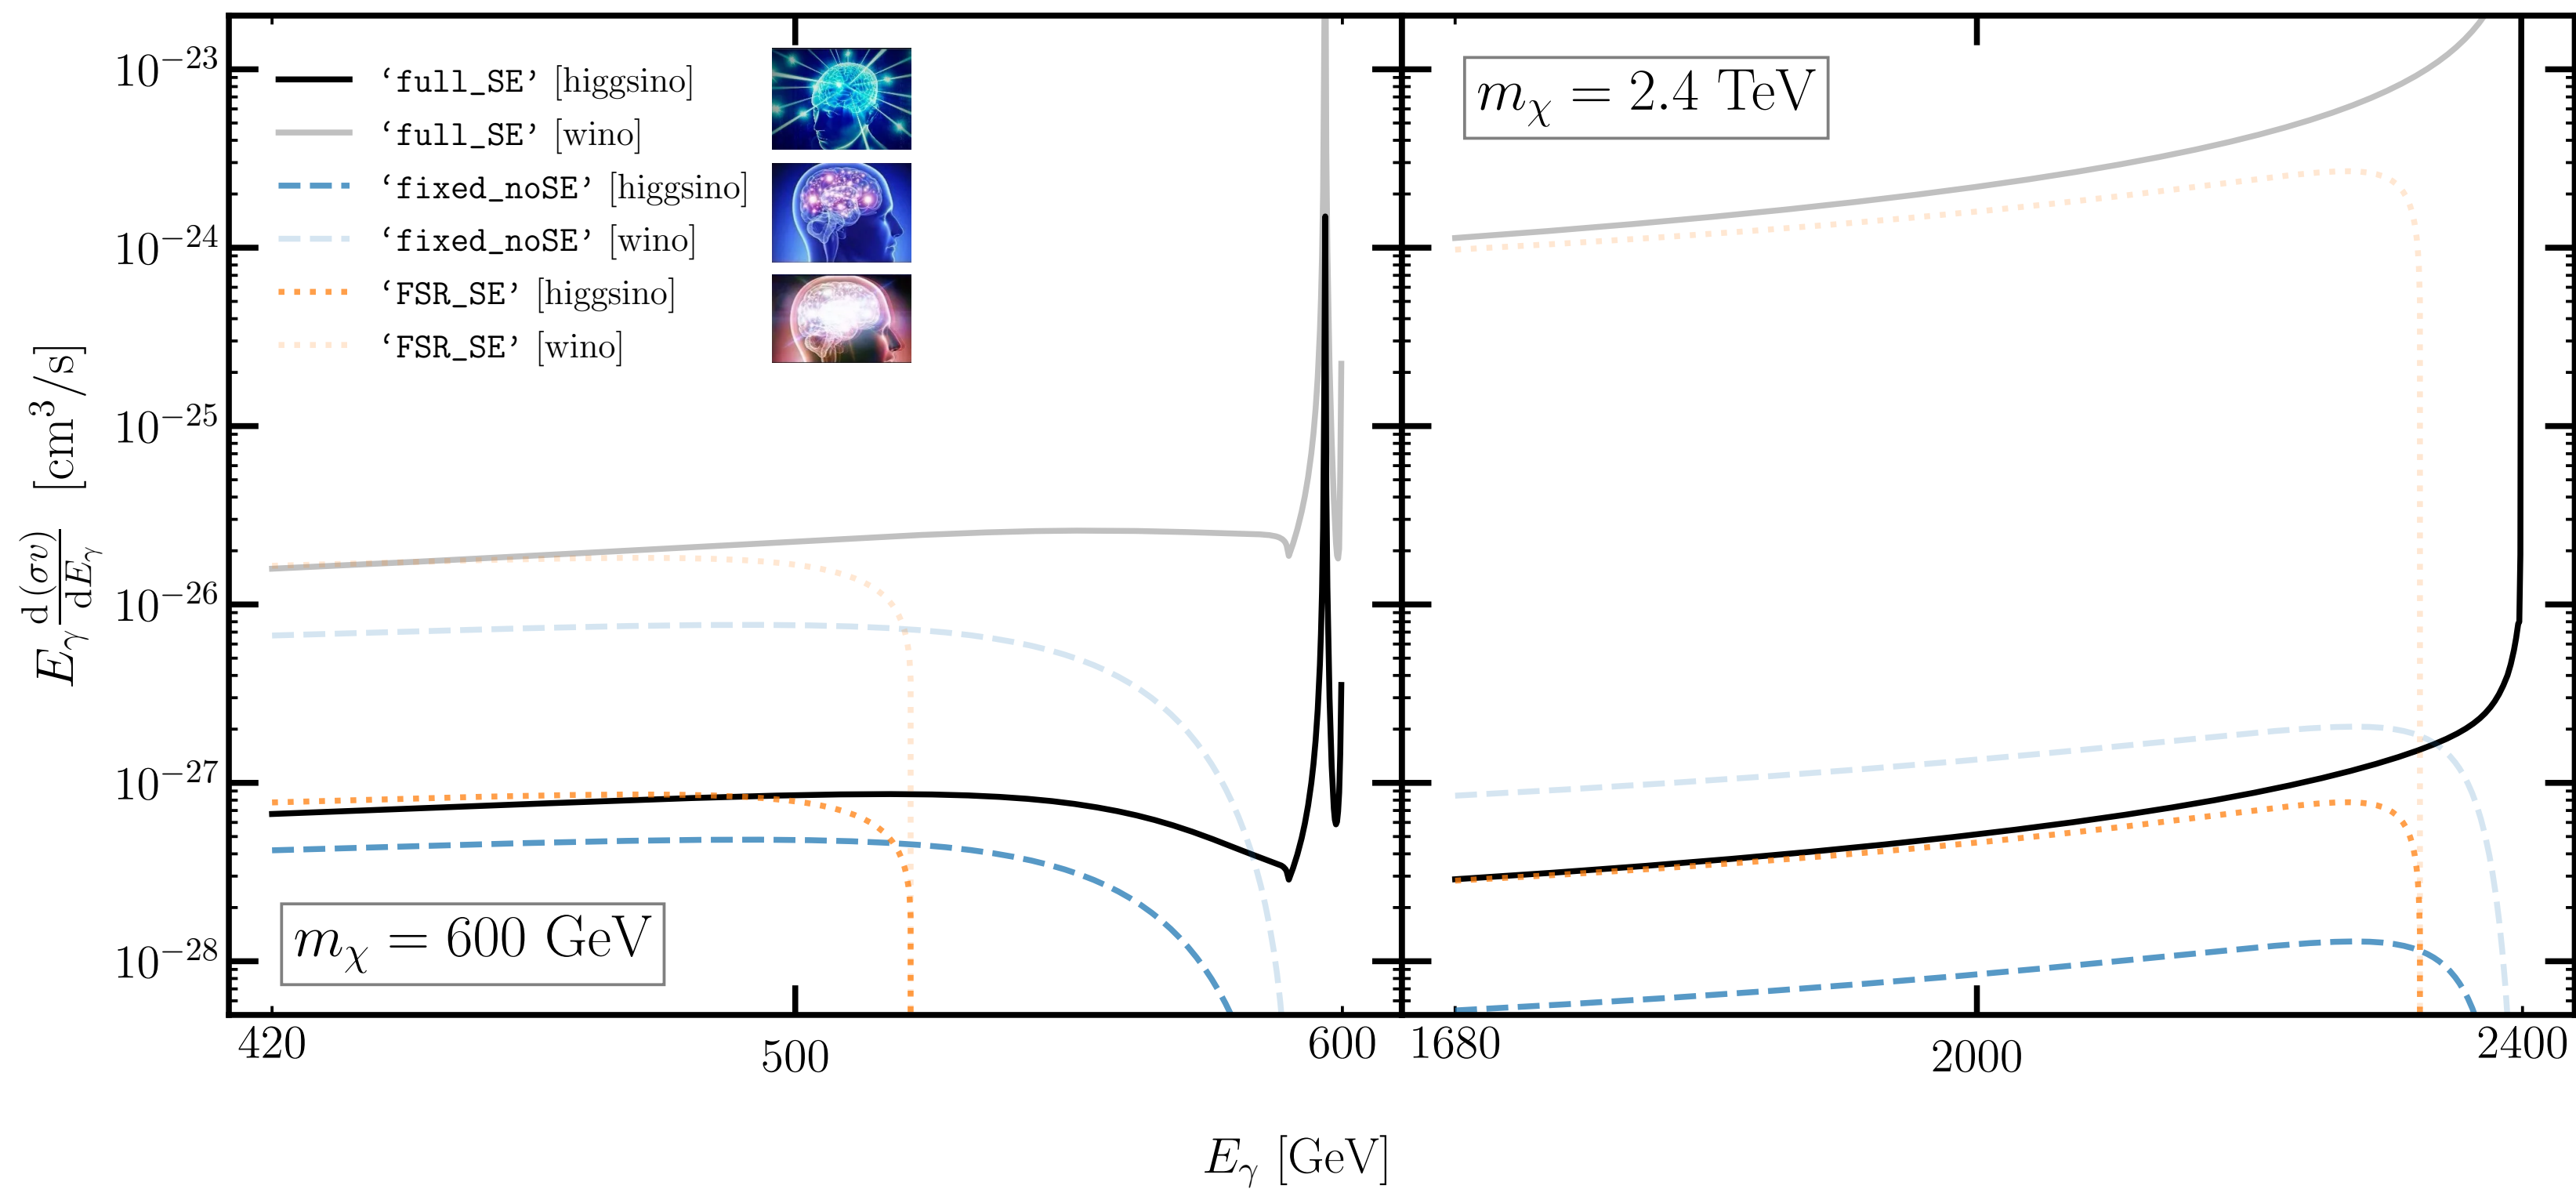 10⁻²³
10⁻²⁴
10⁻²⁵
10⁻²⁶
10⁻²⁷
10⁻²⁸
E_γ d(σv)/dE_γ [cm³/s]
‘full_SE’ [higgsino]
‘full_SE’ [wino]
‘fixed_noSE’ [higgsino]
‘fixed_noSE’ [wino]
‘FSR_SE’ [higgsino]
‘FSR_SE’ [wino]
m_χ = 600 GeV
m_χ = 2.4 TeV
420 500 600 1680 2000 2400
E_γ [GeV]